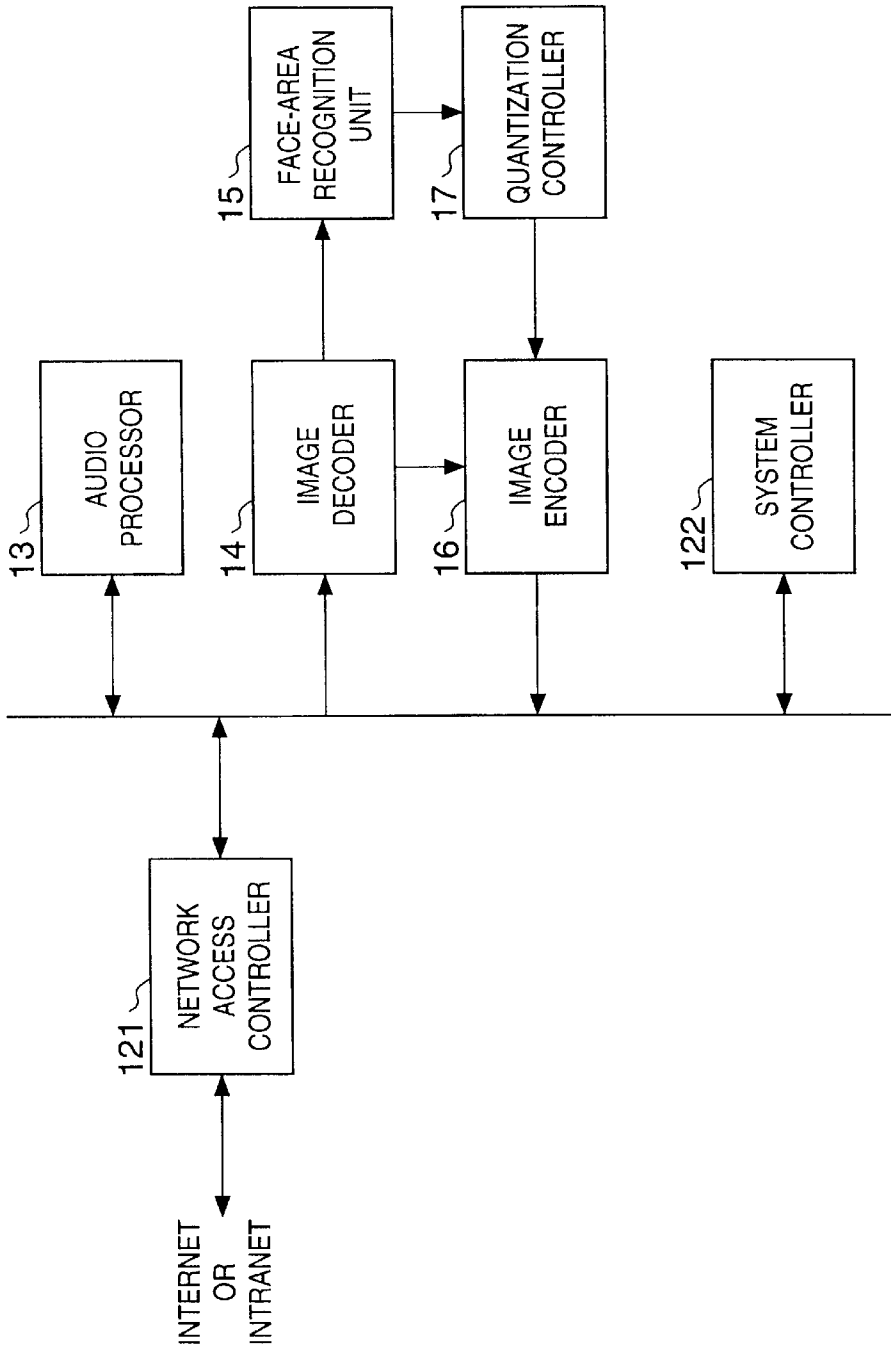 INTERNET
OR
INTRANET
121
NETWORK
ACCESS
CONTROLLER
13
AUDIO
PROCESSOR
14
IMAGE
DECODER
15
FACE-AREA
RECOGNITION
UNIT
16
IMAGE
ENCODER
17
QUANTIZATION
CONTROLLER
122
SYSTEM
CONTROLLER